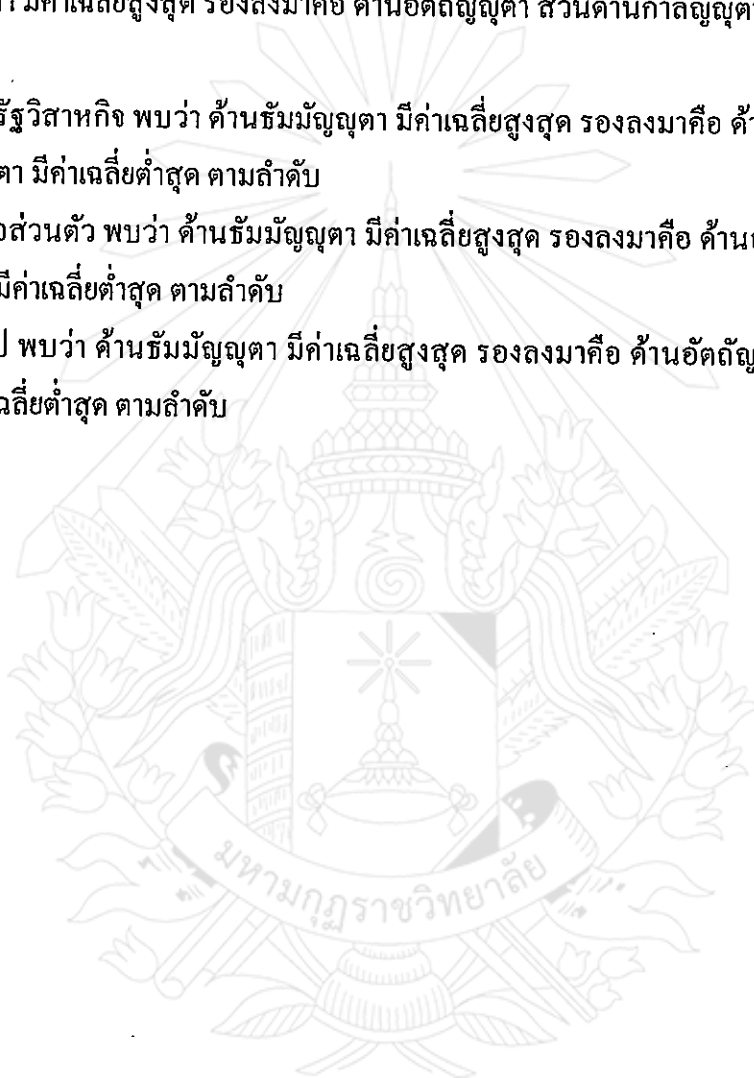 มีค่าเฉลี่ยสูงสุด รองลงมาคือ ด้านอัตถัญญุตา ส่วนด้านกาลัญญุตา
รัฐวิสาหกิจ พบว่า ด้านธัมมัญญุตา มีค่าเฉลี่ยสูงสุด รองลงมาคือ
ตา มีค่าเฉลี่ยต่ำสุด ตามลำดับ
ส่วนตัว พบว่า ด้านธัมมัญญุตา มีค่าเฉลี่ยสูงสุด รองลงมาคือ ด้าน
มีค่าเฉลี่ยต่ำสุด ตามลำดับ
พบว่า ด้านธัมมัญญุตา มีค่าเฉลี่ยสูงสุด รองลงมาคือ ด้านอัตถัญ
ฉลี่ยต่ำสุด ตามลำดับ
มหามกุฏราชวิทยาลัย